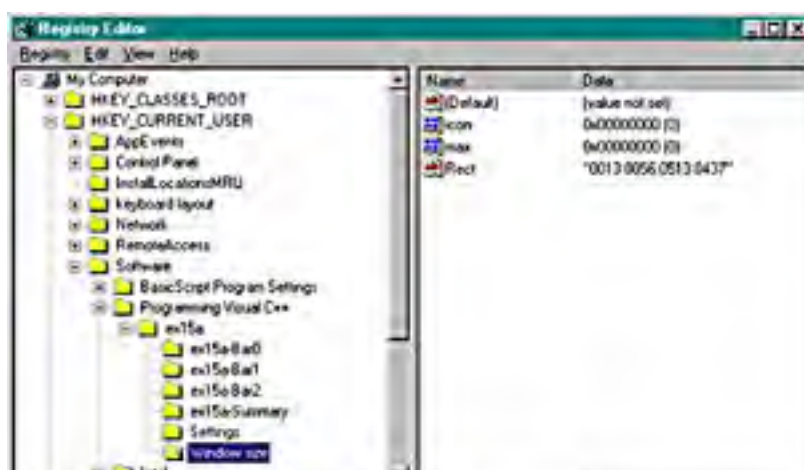 Registry Editor
Registry Edit View Help
My Computer
HKEY_CLASSES_ROOT
HKEY_CURRENT_USER
AppEvents
Control Panel
InstallLocationsMRU
keyboard layout
Network
RemoteAccess
Software
BasicScript Program Settings
Programming Visual C++
ex15a
ex15a-Bar0
ex15a-Bar1
ex15a-Bar2
ex15a-Summary
Settings
Window size
Name Data
(Default) (value not set)
icon 0x00000000 (0)
max 0x00000000 (0)
Rect "0013 0056 0513 0437"